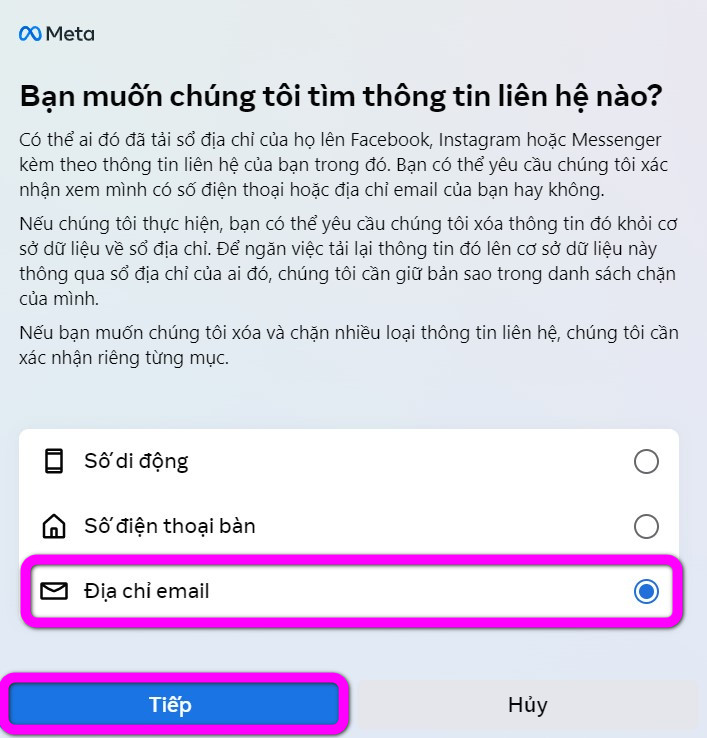 Meta
Bạn muốn chúng tôi tìm thông tin liên hệ nào?
Có thể ai đó đã tải sổ địa chỉ của họ lên Facebook, Instagram hoặc Messenger
kèm theo thông tin liên hệ của bạn trong đó. Bạn có thể yêu cầu chúng tôi xác
nhận xem mình có số điện thoại hoặc địa chỉ email của bạn hay không.
Nếu chúng tôi thực hiện, bạn có thể yêu cầu chúng tôi xóa thông tin đó khỏi cơ
sở dữ liệu về sổ địa chỉ. Để ngăn việc tải lại thông tin đó lên cơ sở dữ liệu này
thông qua sổ địa chỉ của ai đó, chúng tôi cần giữ bản sao trong danh sách chặn
của mình.
Nếu bạn muốn chúng tôi xóa và chặn nhiều loại thông tin liên hệ, chúng tôi cần
xác nhận riêng từng mục.
Số di động
Số điện thoại bàn
Địa chỉ email
Tiếp
Hủy